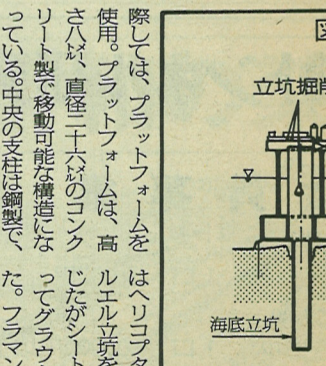 際しては、プラットフォームを
使用。プラットフォームは、高
さ八㍍、直径二十六㍍のコンク
リート製で移動可能な構造にな
っている。中央の支柱は鋼製で、
はヘリコプタ
ルエル立坑を
じたがシート
ってグラウ
た。フラマン
立坑掘削
海底立坑